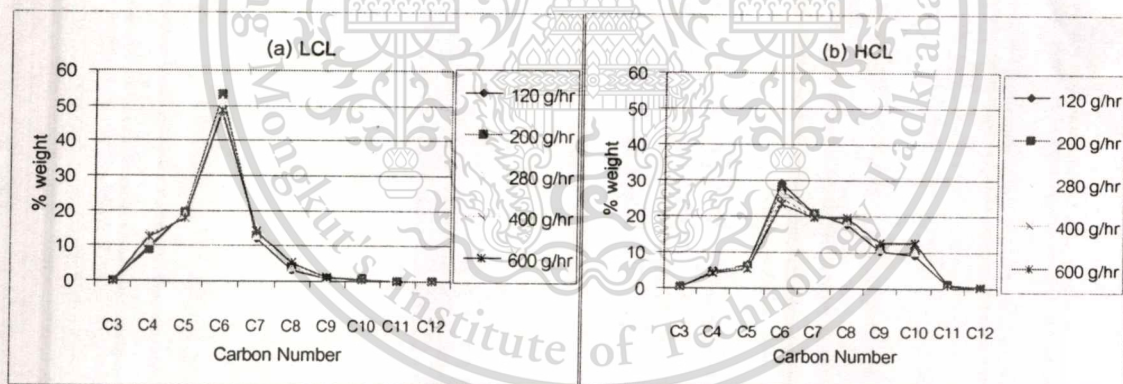 (a) LCL
60
50
40
30
20
10
0
% weight
C3 C4 C5 C6 C7 C8 C9 C10 C11 C12
Carbon Number
120 g/hr
200 g/hr
280 g/hr
400 g/hr
600 g/hr
(b) HCL
60
50
40
30
20
10
0
% weight
C3 C4 C5 C6 C7 C8 C9 C10 C11 C12
Carbon Number
120 g/hr
200 g/hr
280 g/hr
400 g/hr
600 g/hr
Mongkut's Institute of Technology Ladkraba